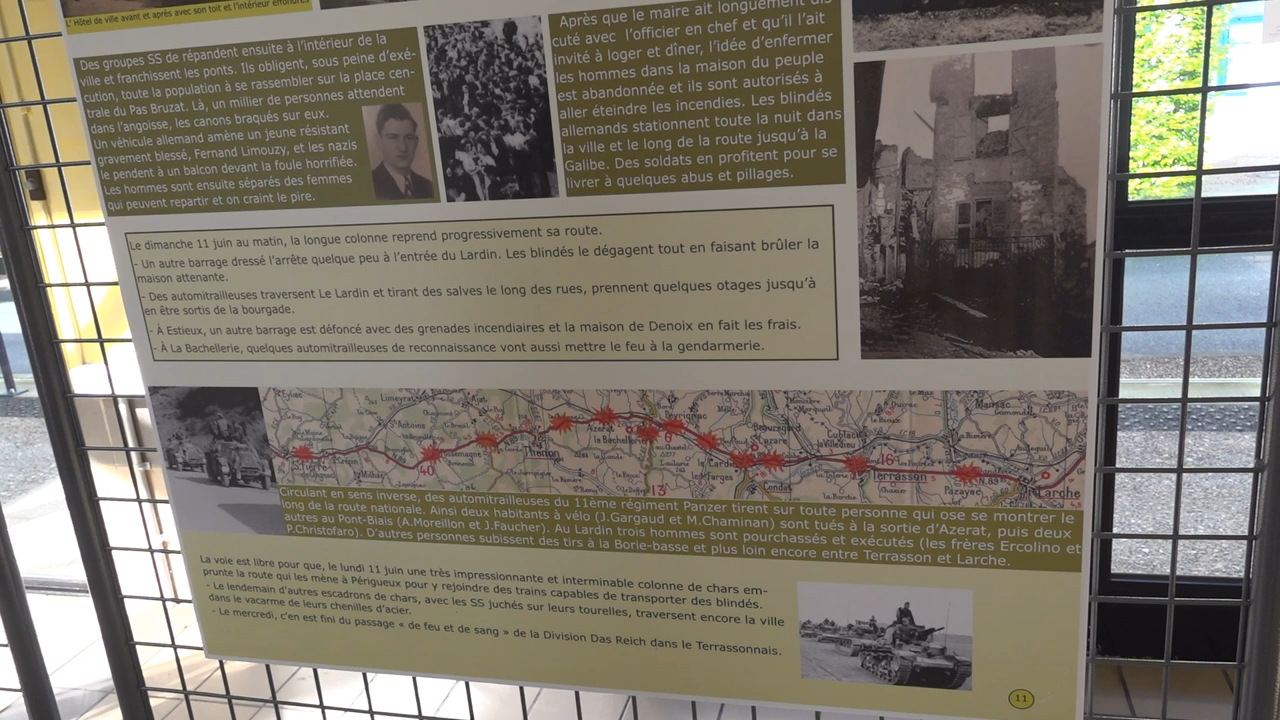 L'Hôtel de ville avant et après avec son toit et l'intérieur effondrés
Des groupes SS de répandent ensuite à l'intérieur de la
ville et franchissent les ponts. Ils obligent, sous peine d'exé-
cution, toute la population à se rassembler sur la place cen-
trale du Pas Bruzat. Là, un millier de personnes attendent
dans l'angoisse, les canons braqués sur eux.
Un véhicule allemand amène un jeune résistant
gravement blessé, Fernand Limouzy, et les nazis
le pendent à un balcon devant la foule horrifiée.
Les hommes sont ensuite séparés des femmes
qui peuvent repartir et on craint le pire.
Après que le maire ait longuement dis
cuté avec l'officier en chef et qu'il l'ait
invité à loger et dîner, l'idée d'enfermer
les hommes dans la maison du peuple
est abandonnée et ils sont autorisés à
aller éteindre les incendies. Les blindés
allemands stationnent toute la nuit dans
la ville et le long de la route jusqu'à la
Galibe. Des soldats en profitent pour se
livrer à quelques abus et pillages.
Le dimanche 11 juin au matin, la longue colonne reprend progressivement sa route.
- Un autre barrage dressé l'arrête quelque peu à l'entrée du Lardin. Les blindés le dégagent tout en faisant brûler la
maison attenante.
- Des automitrailleuses traversent Le Lardin et tirant des salves le long des rues, prennent quelques otages jusqu'à
en être sortis de la bourgade.
- À Estieux, un autre barrage est défoncé avec des grenades incendiaires et la maison de Denoix en fait les frais.
- À La Bachellerie, quelques automitrailleuses de reconnaissance vont aussi mettre le feu à la gendarmerie.
Limeyrat
St Antoine
Azerat
la Bachellerie
Peyrignac
Beauregard
Thenon
le Lardin
Condat
Terrasson
Pazayac
Larche
Mansac
40
6
13
16
N.89
Circulant en sens inverse, des automitrailleuses du 11ème régiment Panzer tirent sur toute personne qui ose se montrer le
long de la route nationale. Ainsi deux habitants à vélo (J.Gargaud et M.Chaminan) sont tués à la sortie d'Azerat, puis deux
autres au Pont-Biais (A.Moreillon et J.Faucher). Au Lardin trois hommes sont pourchassés et exécutés (les frères Ercolino et
P.Christofaro). D'autres personnes subissent des tirs à la Borie-basse et plus loin encore entre Terrasson et Larche.
La voie est libre pour que, le lundi 11 juin une très impressionnante et interminable colonne de chars em-
prunte la route qui les mène à Périgueux pour y rejoindre des trains capables de transporter des blindés.
- Le lendemain d'autres escadrons de chars, avec les SS juchés sur leurs tourelles, traversent encore la ville
dans le vacarme de leurs chenilles d'acier.
- Le mercredi, c'en est fini du passage « de feu et de sang » de la Division Das Reich dans le Terrassonnais.
11